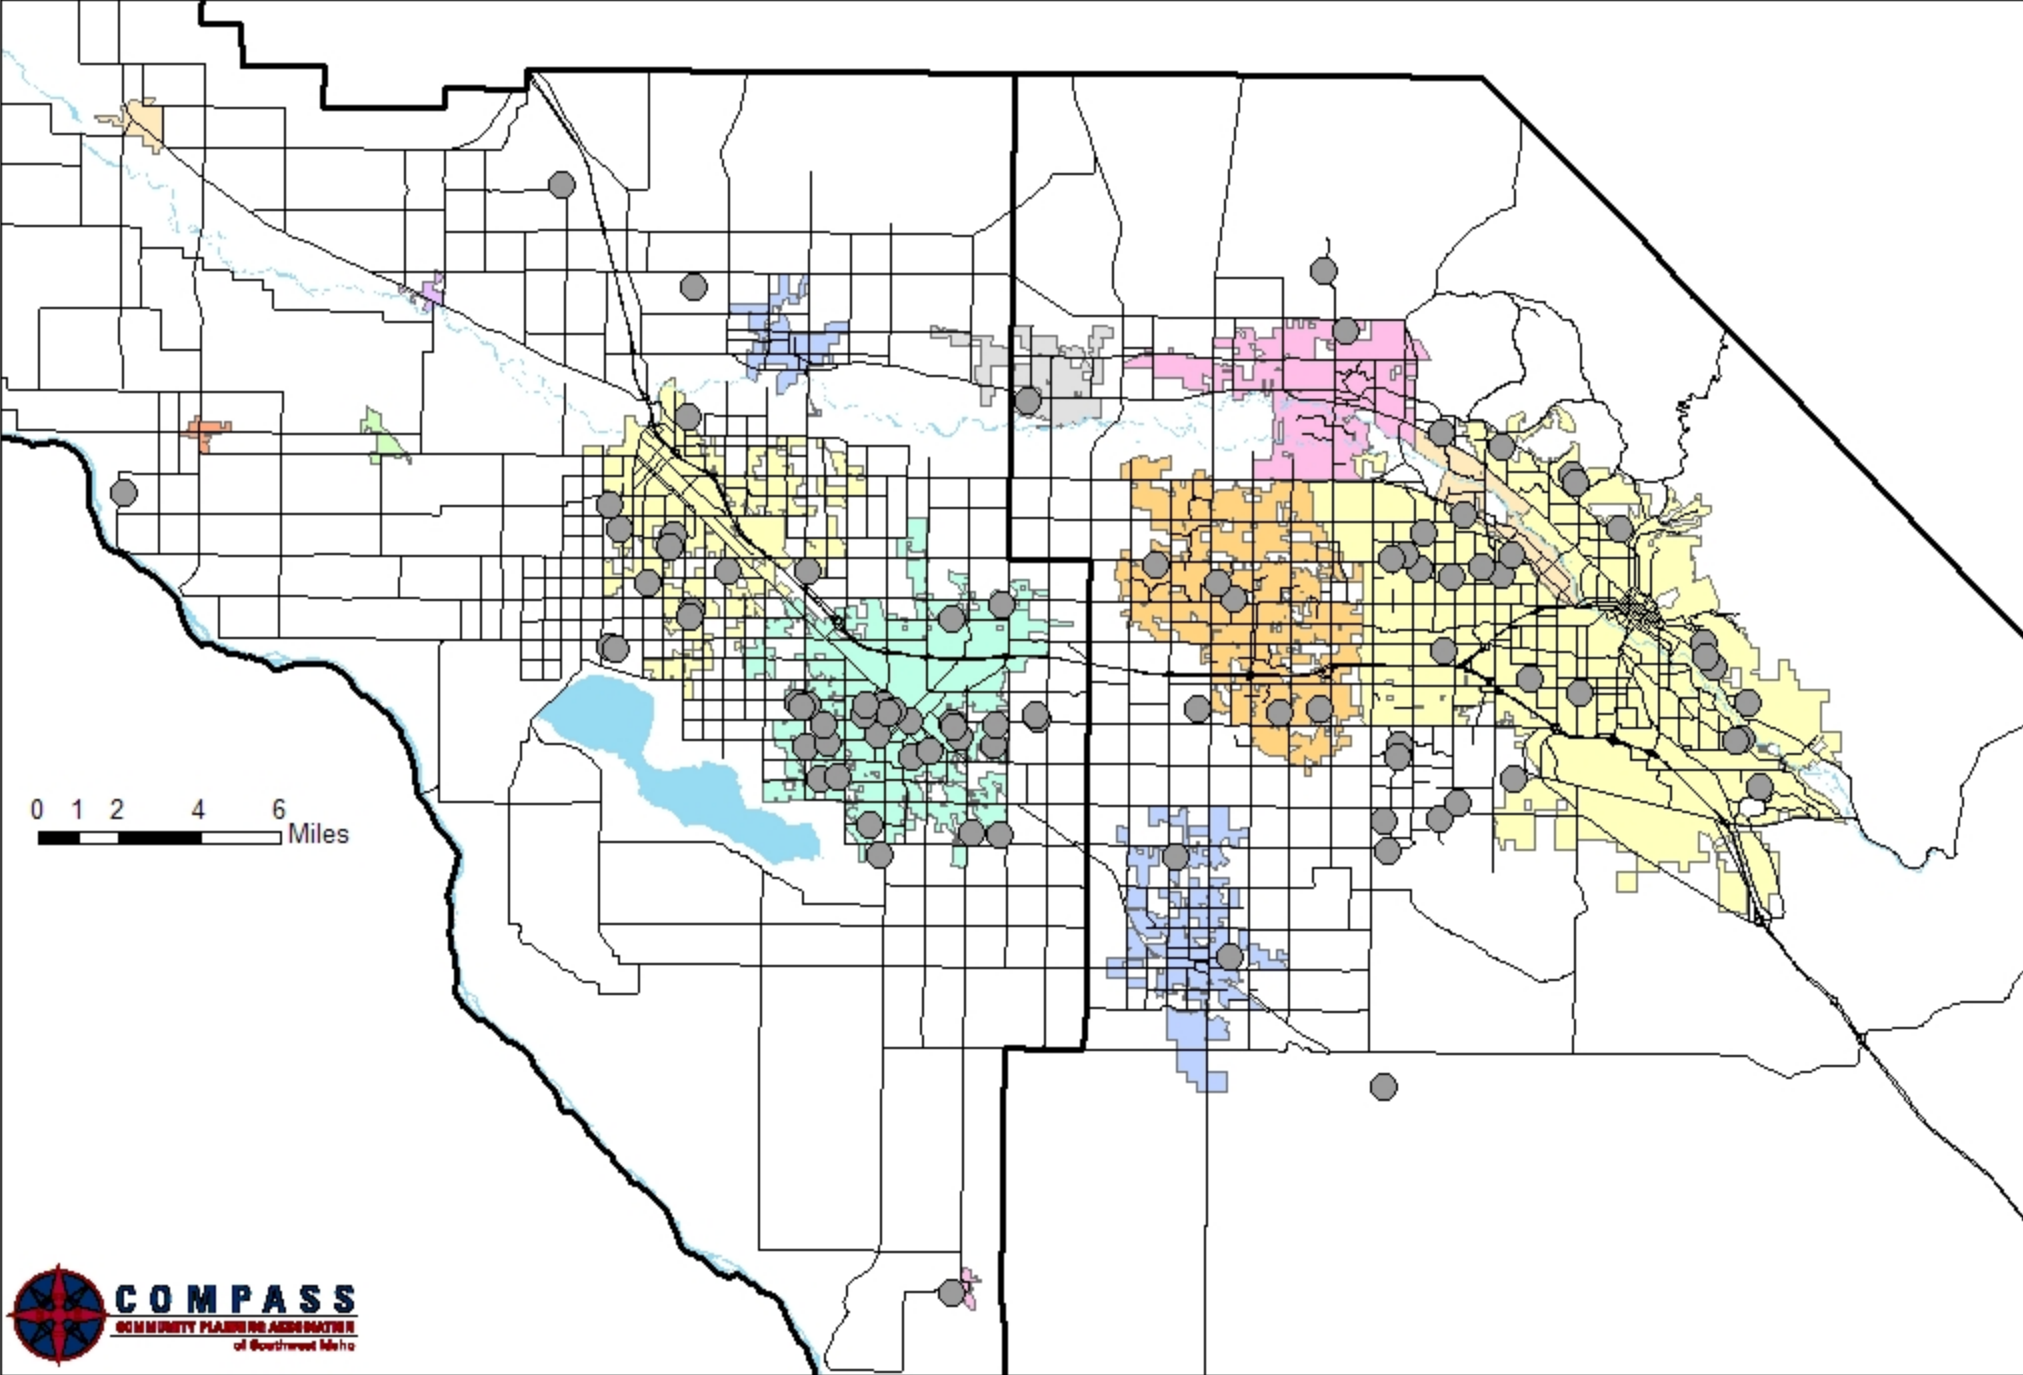 0 1 2 4 6
Miles
COMPASS
COMMUNITY PLANNING ASSOCIATION
of Southwest Idaho